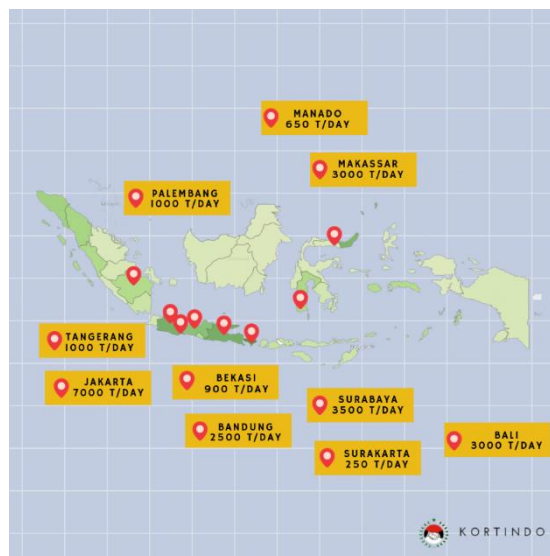 MANADO
650 T/DAY
MAKASSAR
3000 T/DAY
PALEMBANG
1000 T/DAY
TANGERANG
1000 T/DAY
JAKARTA
7000 T/DAY
BEKASI
900 T/DAY
BANDUNG
2500 T/DAY
SURABAYA
3500 T/DAY
SURAKARTA
250 T/DAY
BALI
3000 T/DAY
KORTINDO